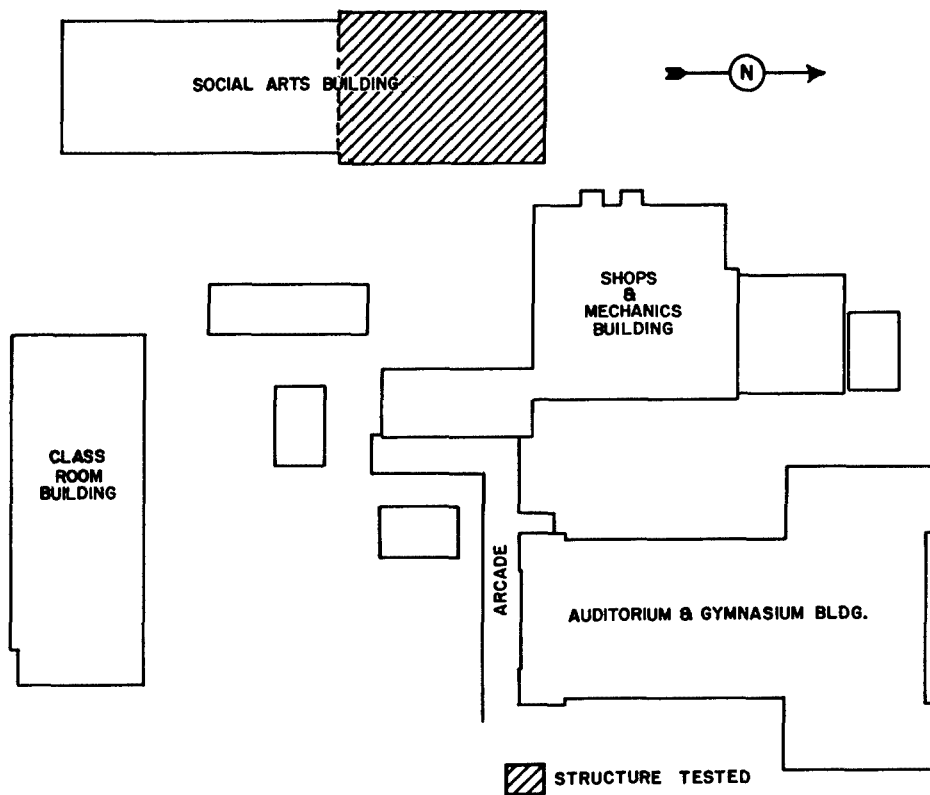 SOCIAL ARTS BUILDING
N
SHOPS
&
MECHANICS
BUILDING
CLASS
ROOM
BUILDING
ARCADE
AUDITORIUM & GYMNASIUM BLDG.
STRUCTURE TESTED